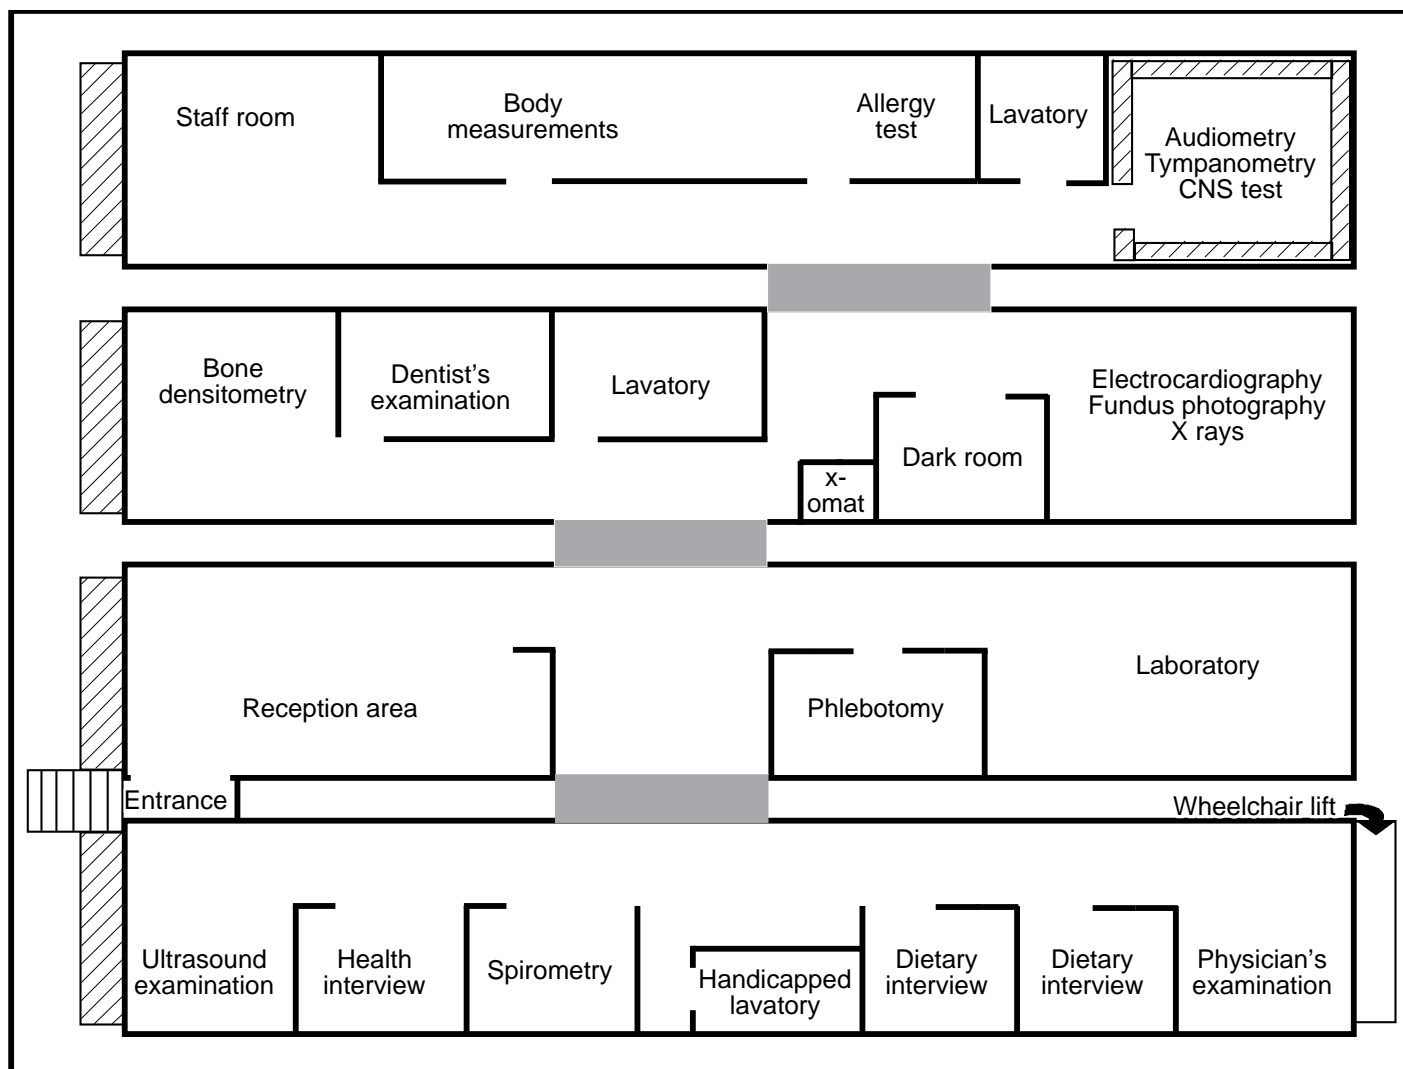 Staff room
Body
measurements
Allergy
test
Lavatory
Audiometry
Tympanometry
CNS test
Bone
densitometry
Dentist’s
examination
Lavatory
Electrocardiography
Fundus photography
X rays
Dark room
x-
omat
Reception area
Phlebotomy
Laboratory
Entrance
Wheelchair lift
Ultrasound
examination
Health
interview
Spirometry
Handicapped
lavatory
Dietary
interview
Dietary
interview
Physician’s
examination